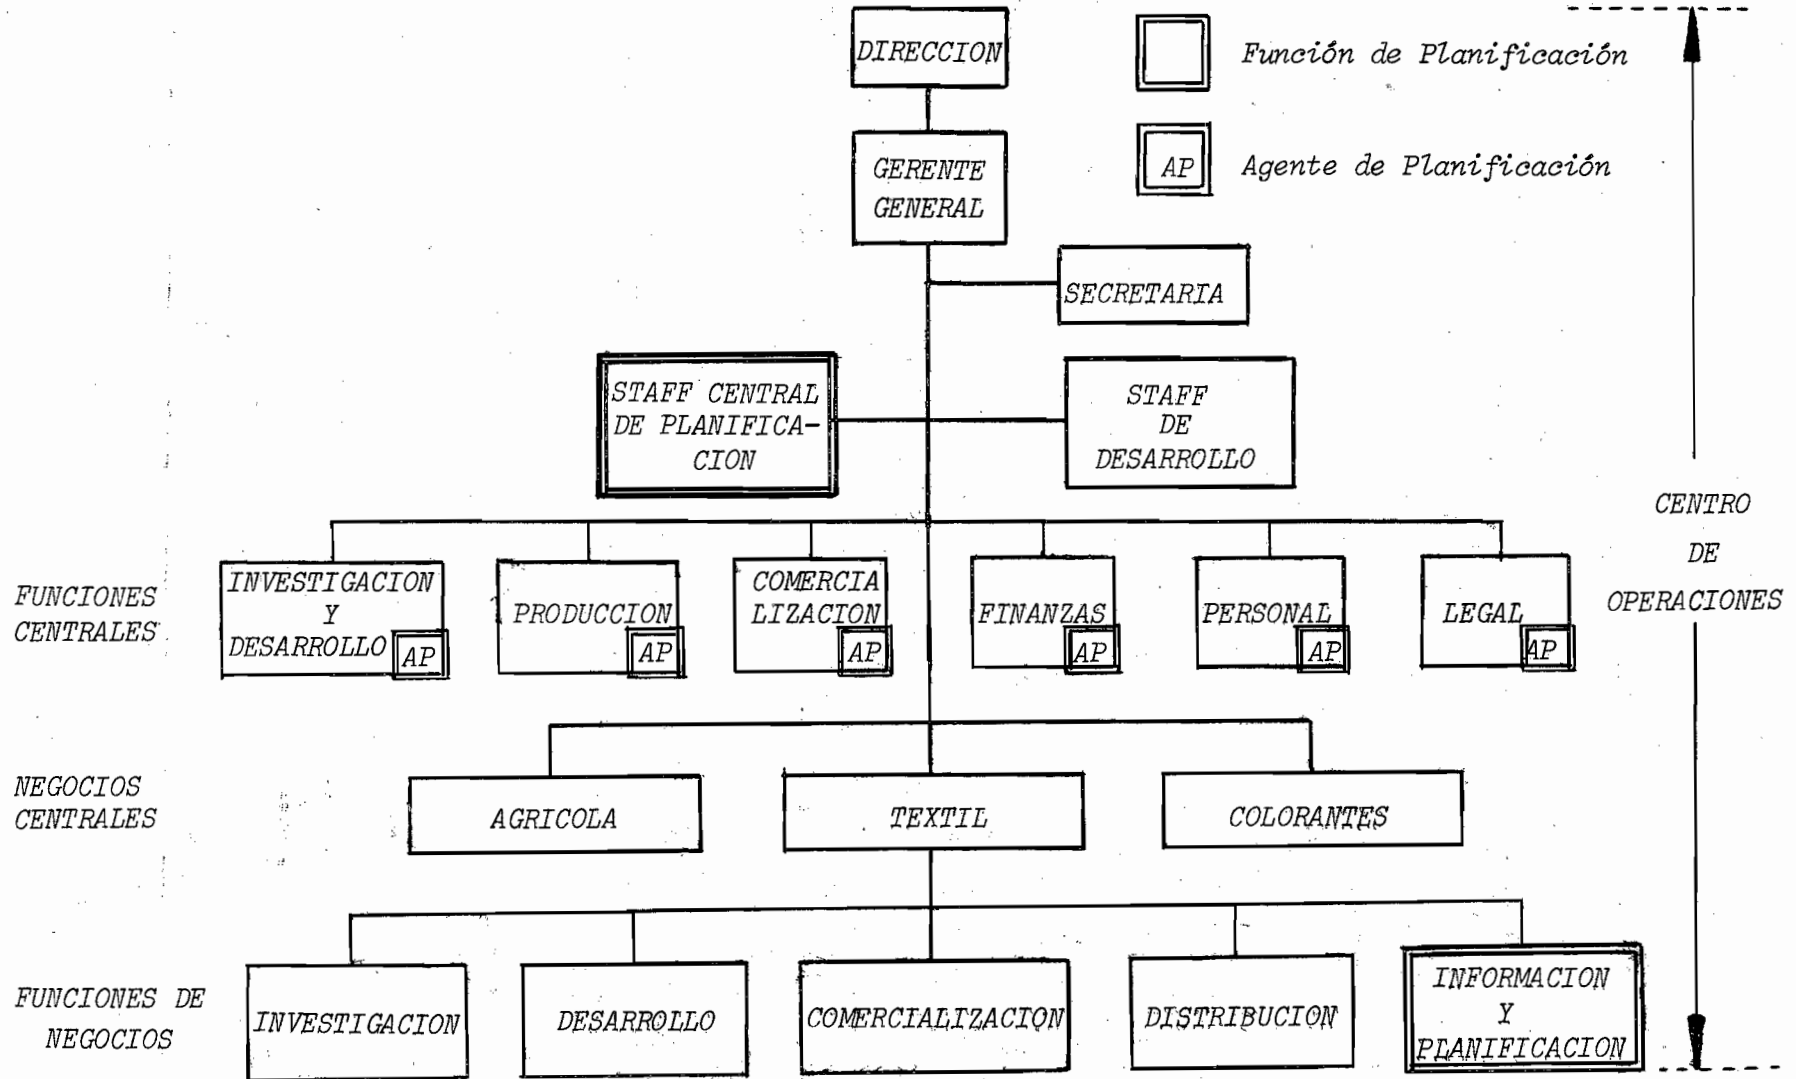 DIRECCION
Función de Planificación
GERENTE
GENERAL
AP
Agente de Planificación
SECRETARIA
STAFF CENTRAL
DE PLANIFICA-
CION
STAFF
DE
DESARROLLO
CENTRO
DE
OPERACIONES
FUNCIONES
CENTRALES
INVESTIGACION
Y
DESARROLLO
AP
PRODUCCION
AP
COMERCIA
LIZACION
AP
FINANZAS
AP
PERSONAL
AP
LEGAL
AP
NEGOCIOS
CENTRALES
AGRICOLA
TEXTIL
COLORANTES
FUNCIONES DE
NEGOCIOS
INVESTIGACION
DESARROLLO
COMERCIALIZACION
DISTRIBUCION
INFORMACION
Y
PLANIFICACION